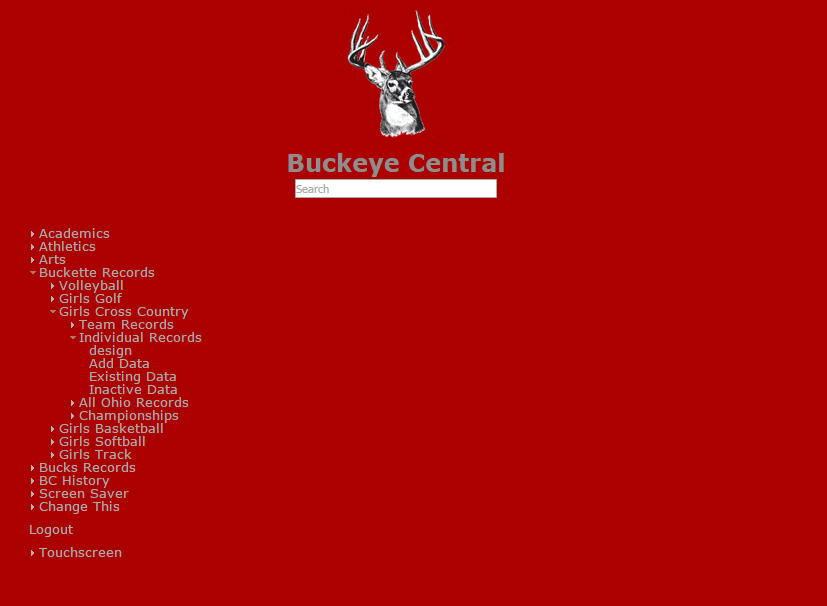 Buckeye Central
Search
Academics
Athletics
Arts
Buckette Records
Volleyball
Girls Golf
Girls Cross Country
Team Records
Individual Records
design
Add Data
Existing Data
Inactive Data
All Ohio Records
Championships
Girls Basketball
Girls Softball
Girls Track
Bucks Records
BC History
Screen Saver
Change This
Logout
Touchscreen